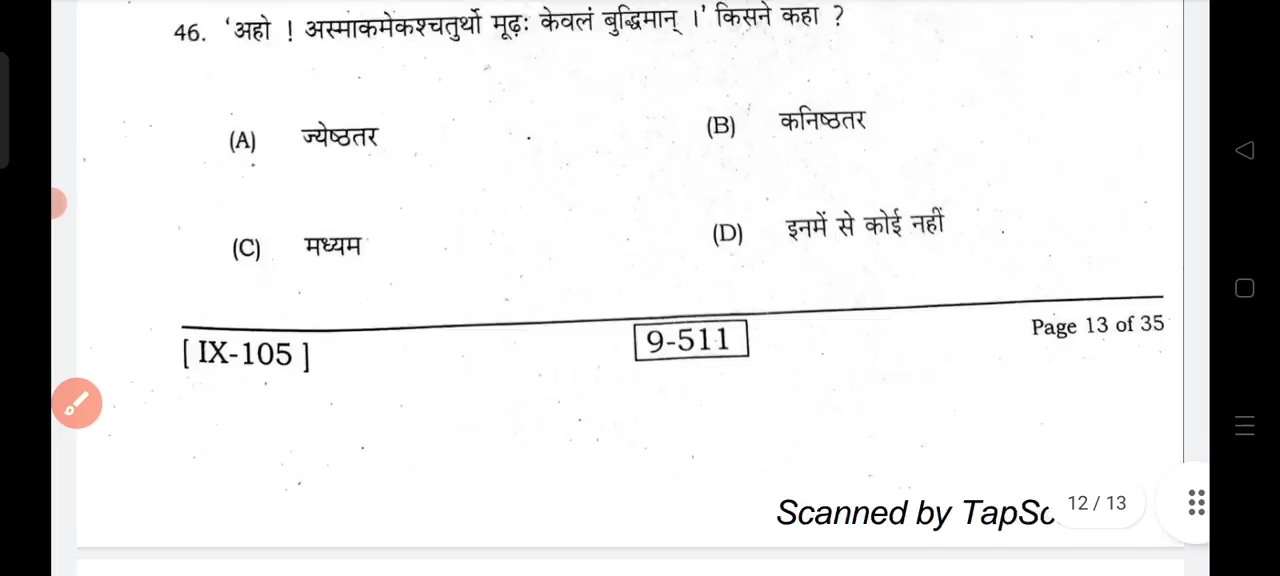 46. 'अहो ! अस्माकमेकश्चतुर्थो मूढः केवलं बुद्धिमान् ।' किसने कहा ?
(A) ज्येष्ठतर (B) कनिष्ठतर
(C) मध्यम (D) इनमें से कोई नहीं
[ IX-105 ] 9-511 Page 13 of 35
Scanned by 12 / 13